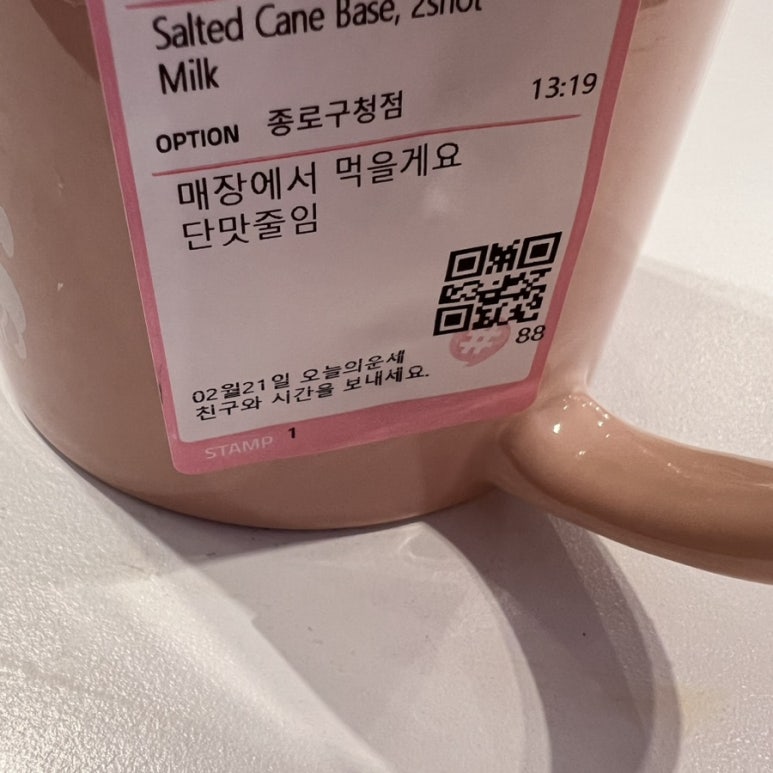 Salted Cane Base, 2shot
Milk
13:19
OPTION 종로구청점
매장에서 먹을게요
단맛줄임
88
02월21일 오늘의운세
친구와 시간을 보내세요.
STAMP 1